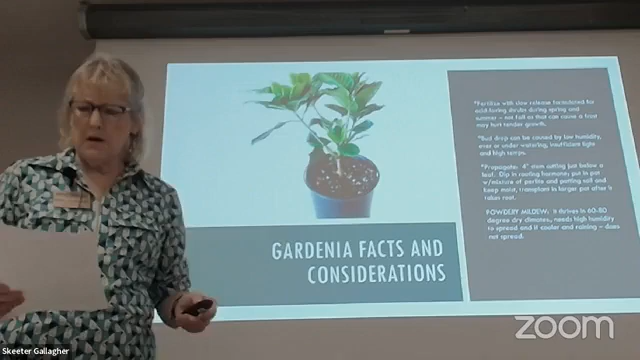 *Fertilize with slow release formulated for
acid-loving shrubs during spring and
summer – not fall as that can cause a frost
may hurt tender growth.
*Bud drop can be caused by low humidity,
over or under watering, insufficient light
and high temps.
*Propagate: 4" stem cutting just below a
leaf. Dip in rooting hormone; put in pot
w/mixture of perlite and potting soil and
keep moist, transplant in larger pot after it
takes root.
POWDERY MILDEW: It thrives in 60-80
degree dry climates, needs high humidity
to spread and if cooler and raining – does
not spread.
GARDENIA FACTS AND
CONSIDERATIONS
Skeeter Gallagher
zoom